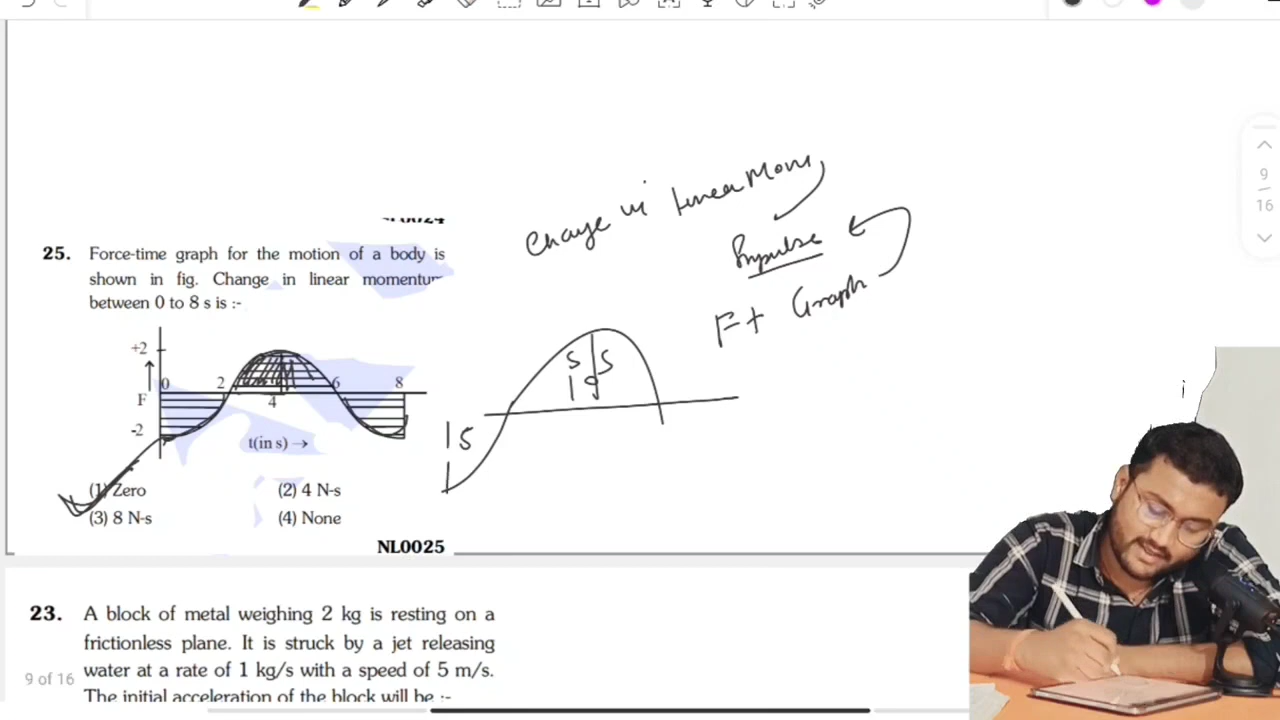 25. Force-time graph for the motion of a body is
shown in fig. Change in linear momentum
between 0 to 8 s is :-
+2
0 2 6 8
F 4
-2
t(in s) →
(1) Zero (2) 4 N-s
(3) 8 N-s (4) None
NL0025
Change in linear Mom
Impulse
Ft Graph
S S
1 S
23. A block of metal weighing 2 kg is resting on a
frictionless plane. It is struck by a jet releasing
water at a rate of 1 kg/s with a speed of 5 m/s.
The initial acceleration of the block will be :-
9 of 16
9
16